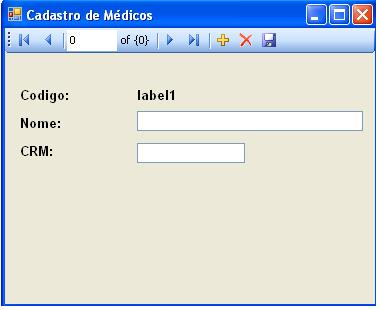 Cadastro de Médicos
0 of {0}
Codigo: label1
Nome:
CRM: